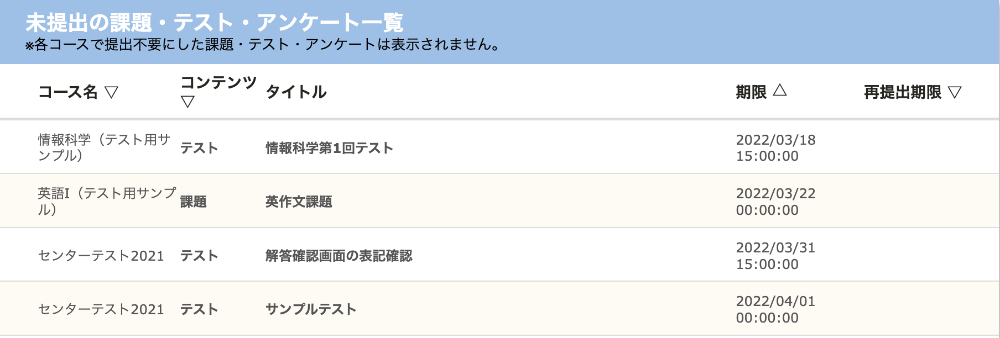 未提出の課題・テスト・アンケート一覧
※各コースで提出不要にした課題・テスト・アンケートは表示されません。
コース名 ▽
コンテンツ
▽
タイトル
期限 △
再提出期限 ▽
情報科学（テスト用サ
ンプル）
テスト
情報科学第1回テスト
2022/03/18
15:00:00
英語I（テスト用サンプ
ル）
課題
英作文課題
2022/03/22
00:00:00
センターテスト2021
テスト
解答確認画面の表記確認
2022/03/31
15:00:00
センターテスト2021
テスト
サンプルテスト
2022/04/01
00:00:00